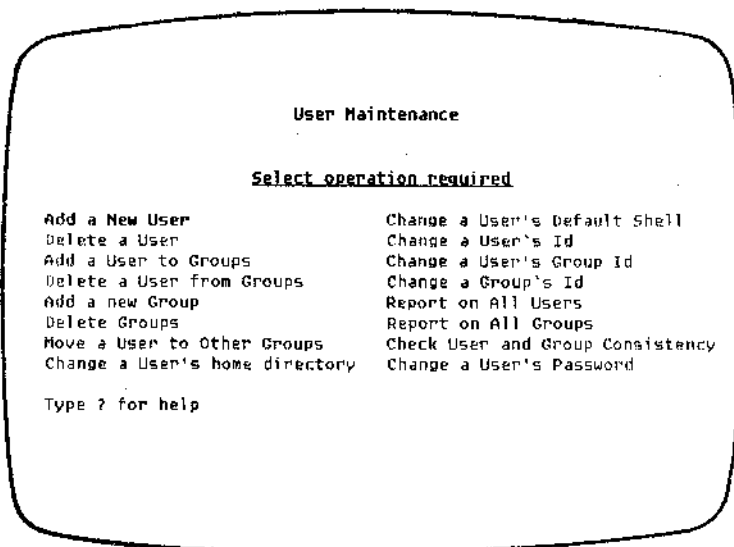 User Maintenance
Select operation required
Add a New User
Delete a User
Add a User to Groups
Delete a User from Groups
Add a new Group
Delete Groups
Move a User to Other Groups
Change a User's home directory
Change a User's Default Shell
Change a User`s Id
Change a User's Group Id
Change a Group`s Id
Report on All Users
Report on All Groups
Check User and Group Consistency
Change a User's Password
Type ? for help